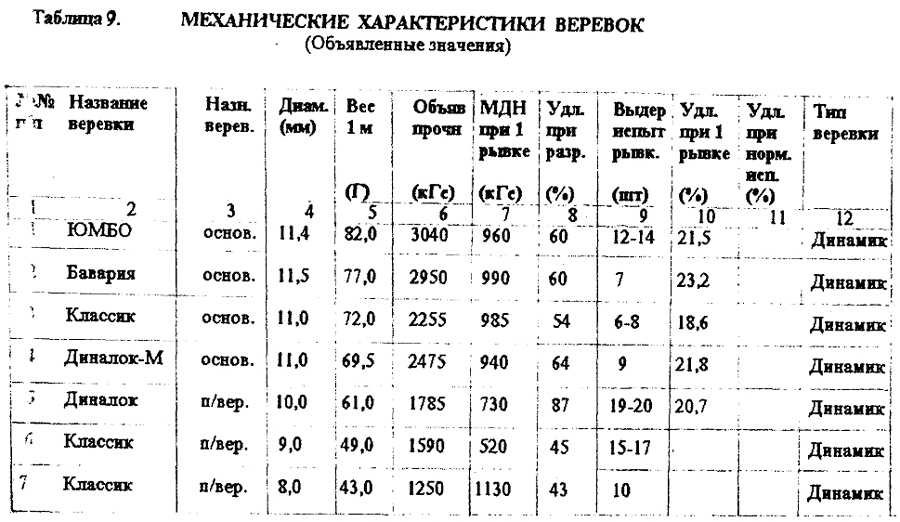 Таблица 9. МЕХАНИЧЕСКИЕ ХАРАКТЕРИСТИКИ ВЕРЕВОК
(Объявленные значения)
№№ Название Назн. Диам. Вес Объяв МДН Удл. Выдер Удл. Удл. Тип
п веревки верев. (мм) 1 м прочн при 1 при испыт при 1 при веревки
рывке разр. рывк. рывке норм.
исп.
(Г) (кГс) (кГс) (%) (шт) (%) (%)
1 2 3 4 5 6 7 8 9 10 11 12
ЮМБО основ. 11,4 82,0 3040 960 60 12-14 21,5 Динамик
2 Бавария основ. 11,5 77,0 2950 990 60 7 23,2 Динамик
Классик основ. 11,0 72,0 2255 985 54 6-8 18,6 Динамик
4 Диналок-М основ. 11,0 69,5 2475 940 64 9 21,8 Динамик
5 Диналок п/вер. 10,0 61,0 1785 730 87 19-20 20,7 Динамик
6 Классик п/вер. 9,0 49,0 1590 520 45 15-17 Динамик
7 Классик п/вер. 8,0 43,0 1250 1130 43 10 Динамик